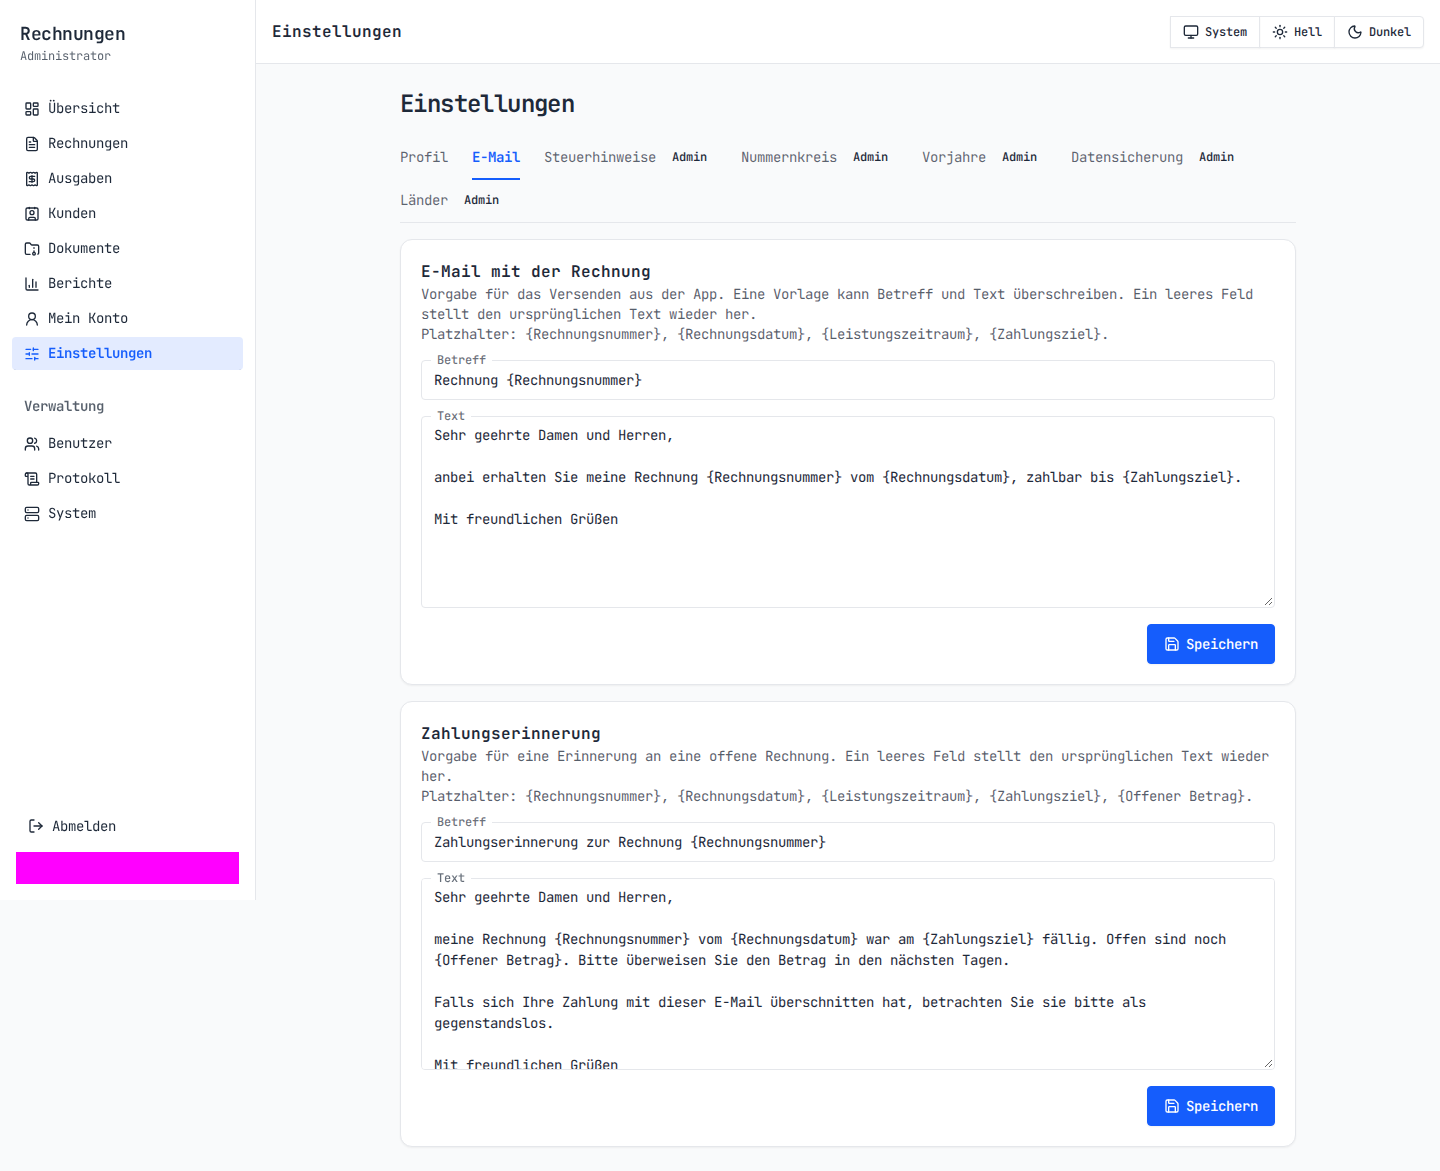 Rechnungen
Administrator
Übersicht
Rechnungen
Ausgaben
Kunden
Dokumente
Berichte
Mein Konto
Einstellungen
Verwaltung
Benutzer
Protokoll
System
Abmelden
Einstellungen
System
Hell
Dunkel
Einstellungen
Profil
E-Mail
Steuerhinweise Admin
Nummernkreis Admin
Vorjahre Admin
Datensicherung Admin
Länder Admin
E-Mail mit der Rechnung
Vorgabe für das Versenden aus der App. Eine Vorlage kann Betreff und Text überschreiben. Ein leeres Feld
stellt den ursprünglichen Text wieder her.
Platzhalter: {Rechnungsnummer}, {Rechnungsdatum}, {Leistungszeitraum}, {Zahlungsziel}.
Betreff
Rechnung {Rechnungsnummer}
Text
Sehr geehrte Damen und Herren,
anbei erhalten Sie meine Rechnung {Rechnungsnummer} vom {Rechnungsdatum}, zahlbar bis {Zahlungsziel}.
Mit freundlichen Grüßen
Speichern
Zahlungserinnerung
Vorgabe für eine Erinnerung an eine offene Rechnung. Ein leeres Feld stellt den ursprünglichen Text wieder
her.
Platzhalter: {Rechnungsnummer}, {Rechnungsdatum}, {Leistungszeitraum}, {Zahlungsziel}, {Offener Betrag}.
Betreff
Zahlungserinnerung zur Rechnung {Rechnungsnummer}
Text
Sehr geehrte Damen und Herren,
meine Rechnung {Rechnungsnummer} vom {Rechnungsdatum} war am {Zahlungsziel} fällig. Offen sind noch
{Offener Betrag}. Bitte überweisen Sie den Betrag in den nächsten Tagen.
Falls sich Ihre Zahlung mit dieser E-Mail überschnitten hat, betrachten Sie sie bitte als
gegenstandslos.
Mit freundlichen Grüßen
Speichern